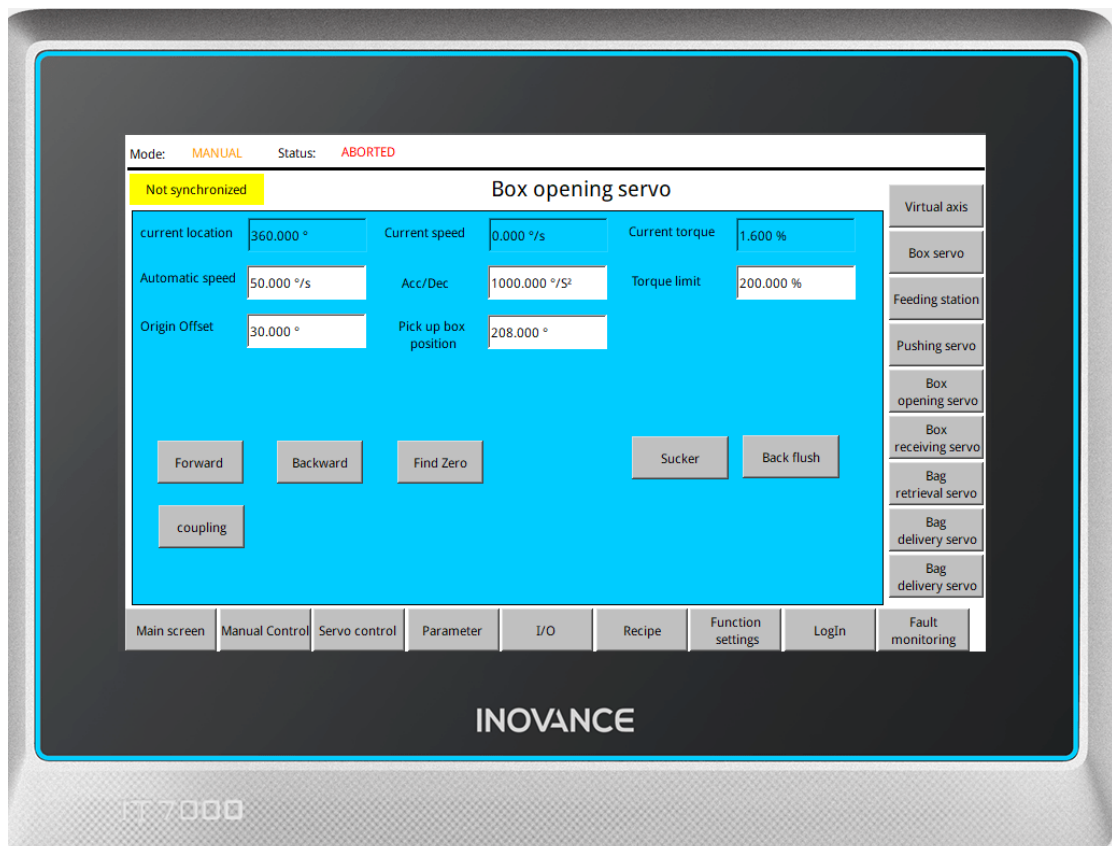 Mode: MANUAL Status: ABORTED
Not synchronized
Box opening servo
current location 360.000 ° Current speed 0.000 °/s Current torque 1.600 %
Automatic speed 50.000 °/s Acc/Dec 1000.000 °/S² Torque limit 200.000 %
Origin Offset 30.000 ° Pick up box
position 208.000 °
Forward Backward Find Zero Sucker Back flush
coupling
Virtual axis
Box servo
Feeding station
Pushing servo
Box
opening servo
Box
receiving servo
Bag
retrieval servo
Bag
delivery servo
Bag
delivery servo
Main screen Manual Control Servo control Parameter I/O Recipe Function
settings LogIn Fault
monitoring
INOVANCE
IT 7000